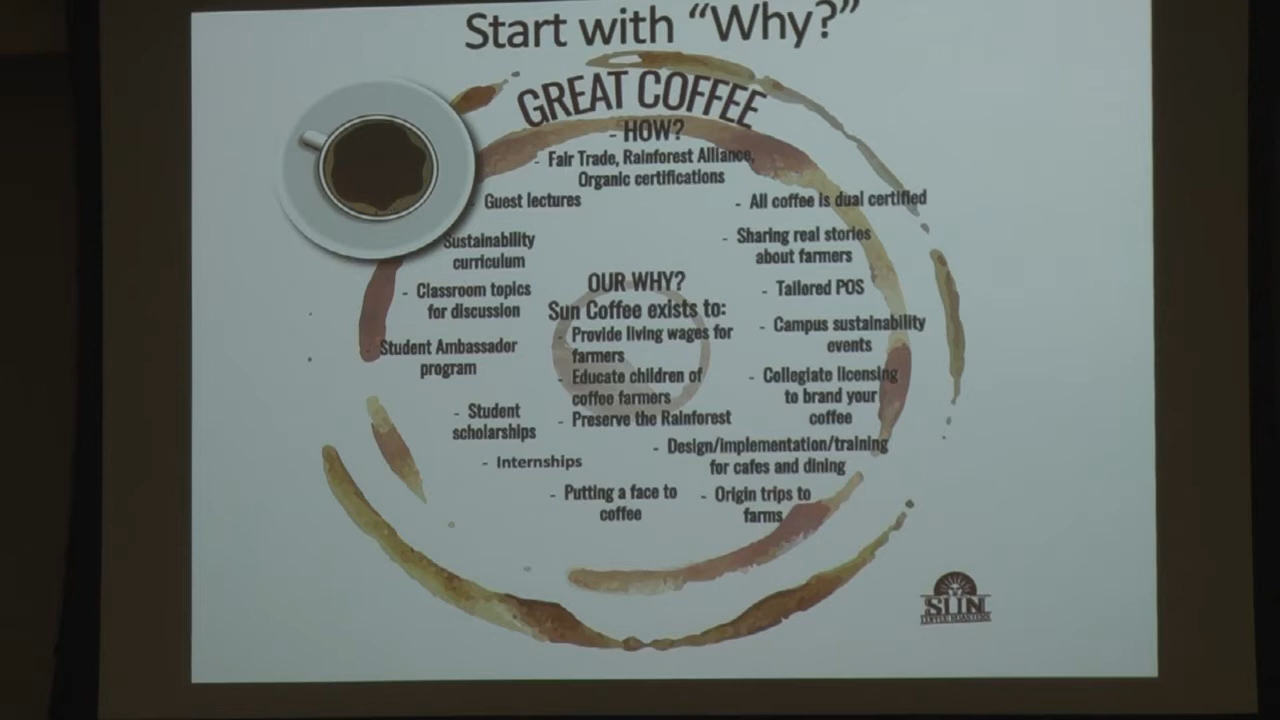 Start with “Why?”
GREAT COFFEE
- HOW?
- Fair Trade, Rainforest Alliance,
Organic certifications
Guest lectures
- All coffee is dual certified
Sustainability
curriculum
- Sharing real stories
about farmers
- Classroom topics
for discussion
- Tailored POS
Student Ambassador
program
- Campus sustainability
events
- Student
scholarships
- Collegiate licensing
to brand your
coffee
- Internships
- Design/implementation/training
for cafes and dining
- Putting a face to
coffee
- Origin trips to
farms
OUR WHY?
Sun Coffee exists to:
- Provide living wages for
farmers
- Educate children of
coffee farmers
- Preserve the Rainforest
SUN
COFFEE ROASTERS